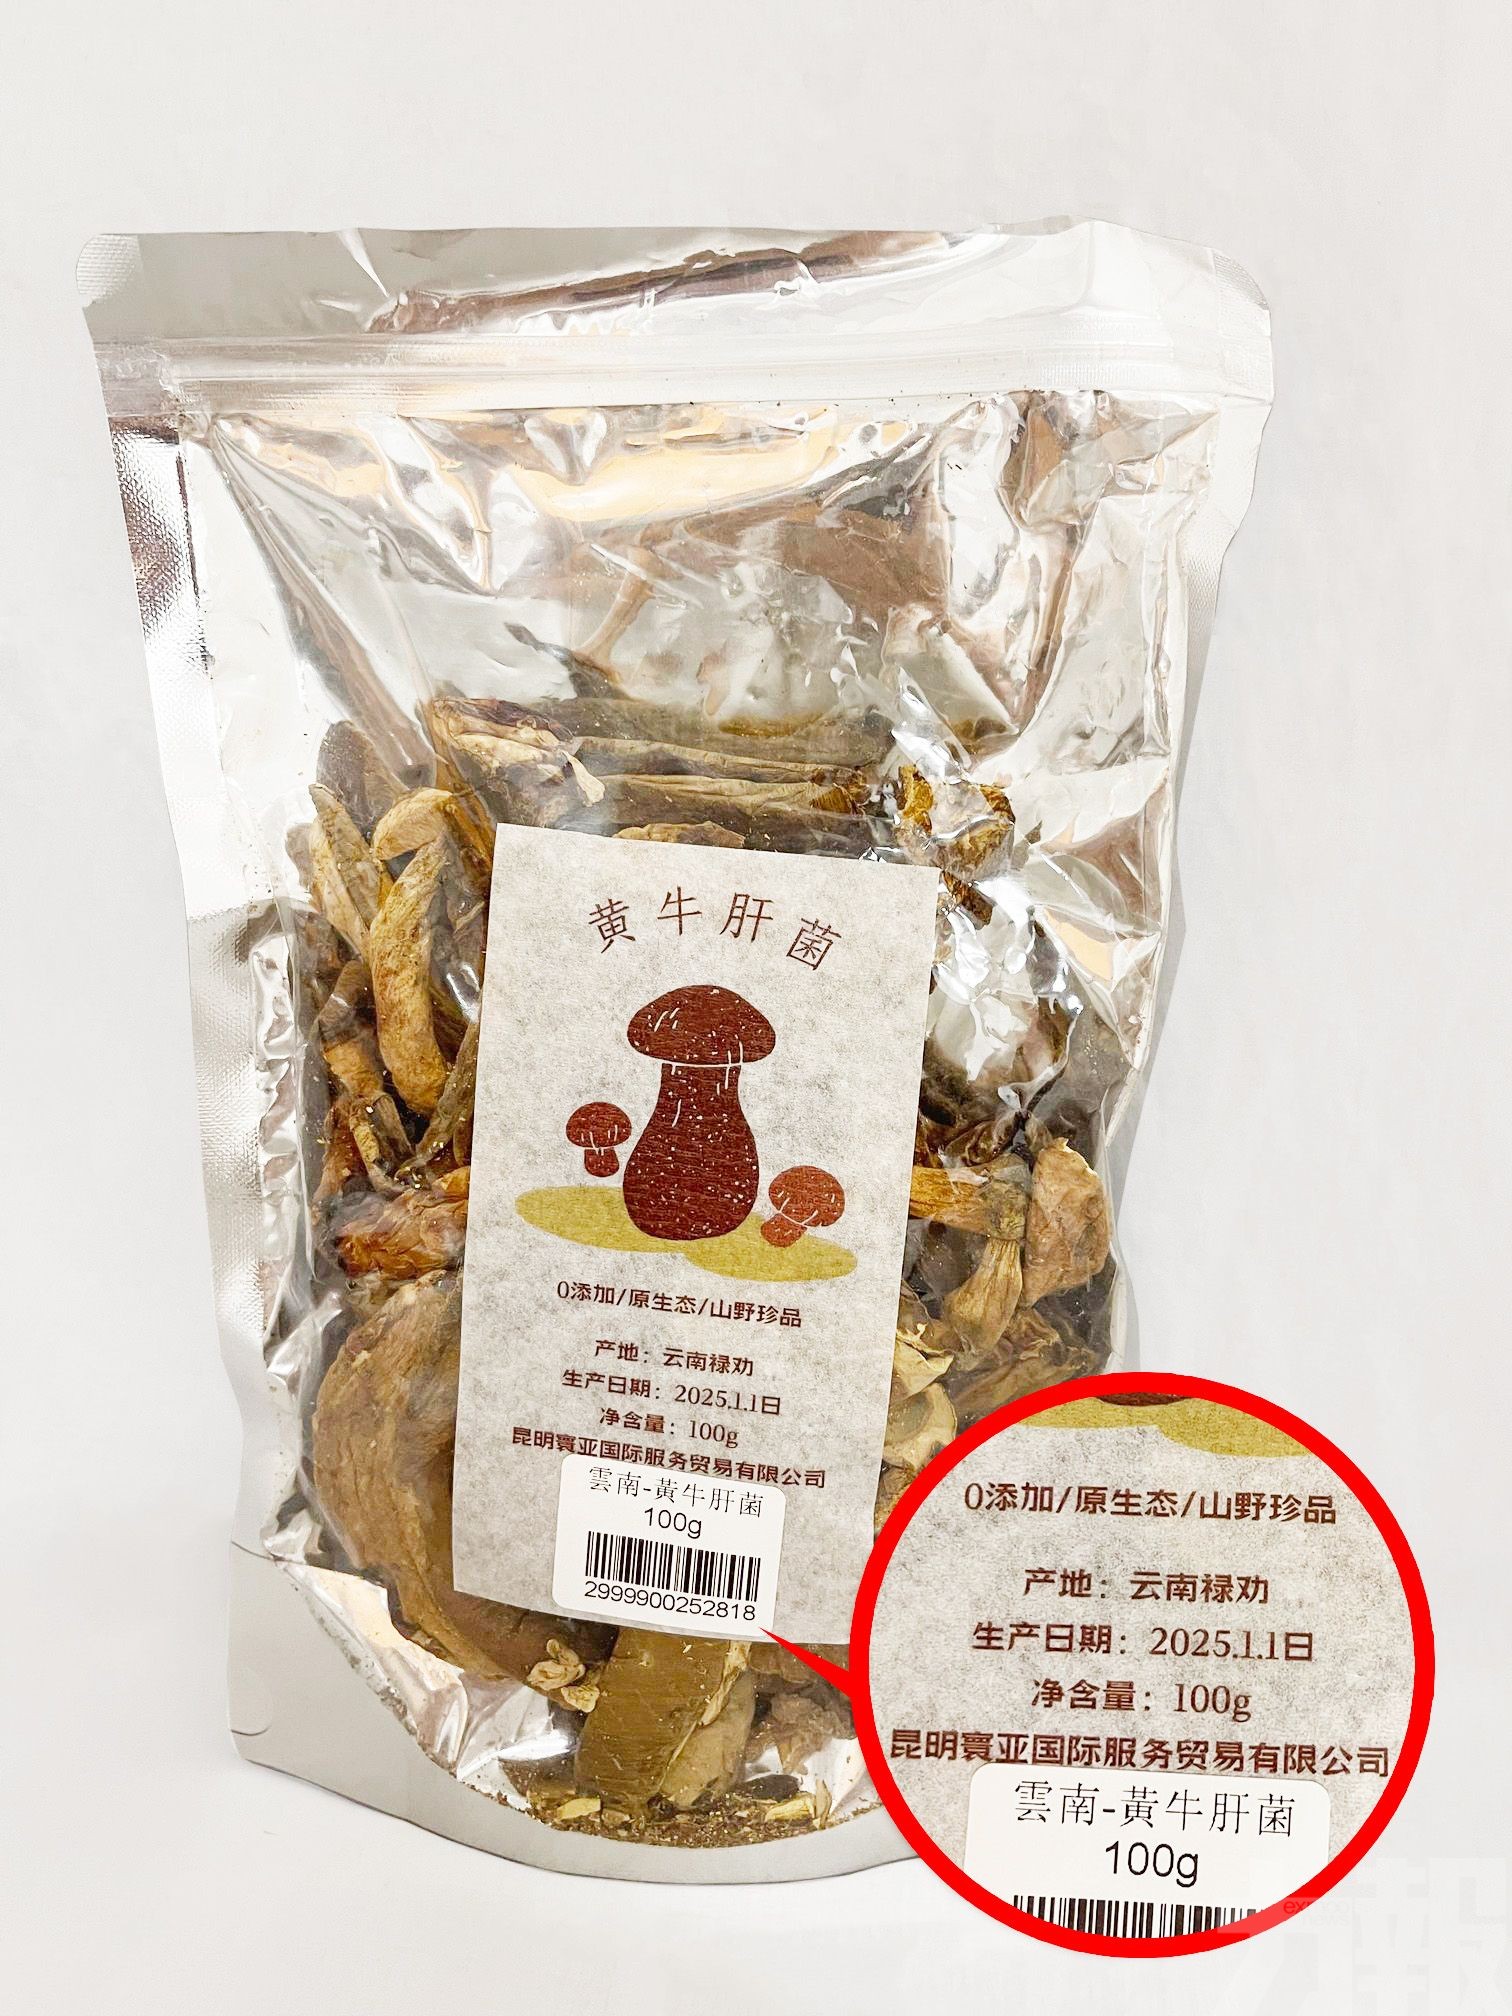 黄牛肝菌
0添加/原生态/山野珍品
产地：云南禄劝
生产日期：2025.1.1日
净含量：100g
昆明寰亚国际服务贸易有限公司
雲南-黃牛肝菌
100g
2999900252818
0添加/原生态/山野珍品
产地：云南禄劝
生产日期：2025.1.1日
净含量：100g
昆明寰亚国际服务贸易有限公司
雲南-黃牛肝菌
100g